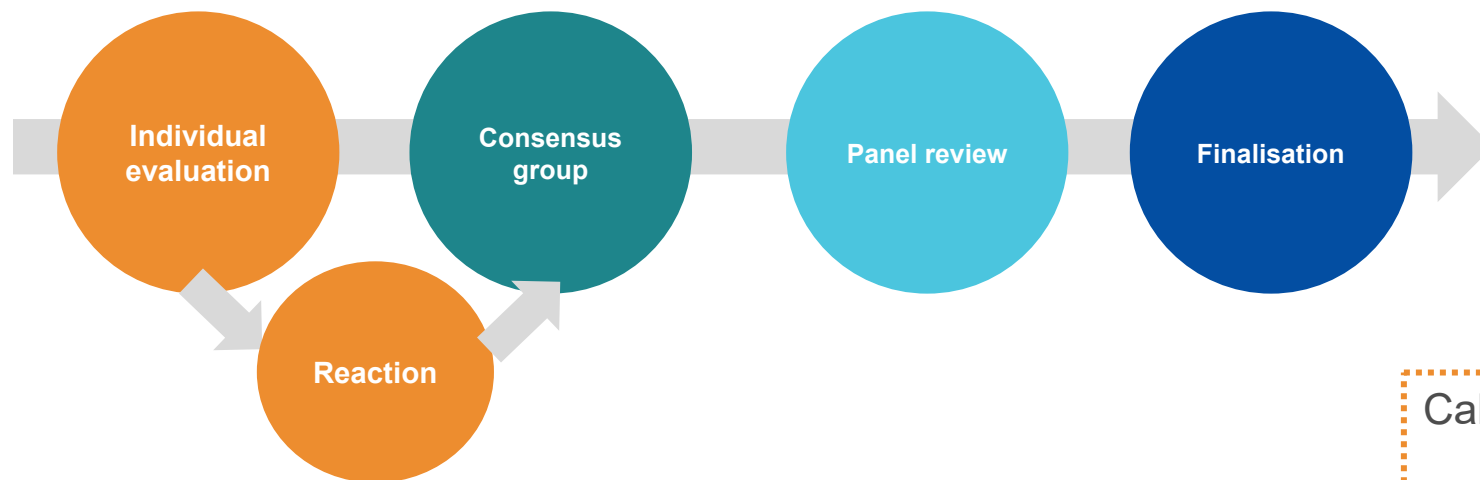 Individual
evaluation
Consensus
group
Panel review
Finalisation
Reaction